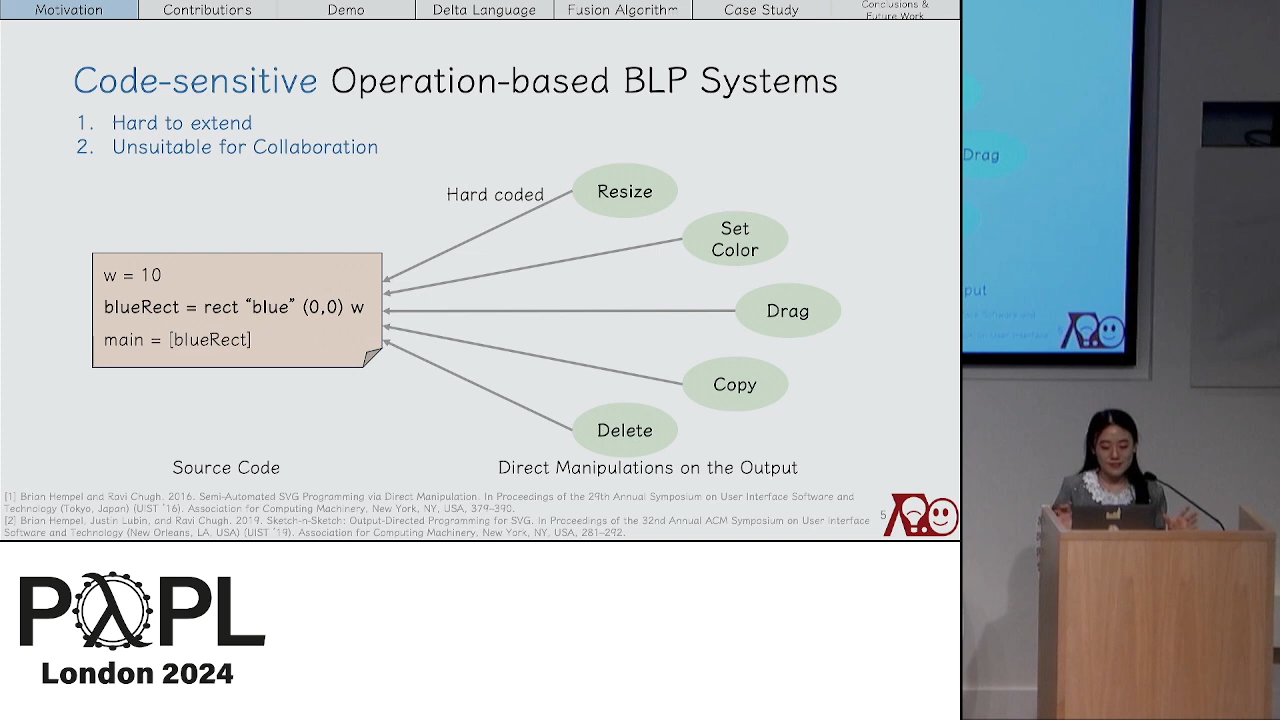 Motivation
Contributions
Demo
Delta Language
Fusion Algorithm
Case Study
Conclusions &
Future Work
Code-sensitive Operation-based BLP Systems
1. Hard to extend
2. Unsuitable for Collaboration
Hard coded
Resize
Set
Color
Drag
Copy
Delete
w = 10
blueRect = rect “blue” (0,0) w
main = [blueRect]
Source Code
Direct Manipulations on the Output
[1] Brian Hempel and Ravi Chugh. 2016. Semi-Automated SVG Programming via Direct Manipulation. In Proceedings of the 29th Annual Symposium on User Interface Software and
Technology (Tokyo, Japan) (UIST ’16). Association for Computing Machinery, New York, NY, USA, 379–390.
[2] Brian Hempel, Justin Lubin, and Ravi Chugh. 2019. Sketch-n-Sketch: Output-Directed Programming for SVG. In Proceedings of the 32nd Annual ACM Symposium on User Interface
Software and Technology (New Orleans, LA, USA) (UIST ’19). Association for Computing Machinery, New York, NY, USA, 281–292.
5
Drag
put
PλPL
London 2024